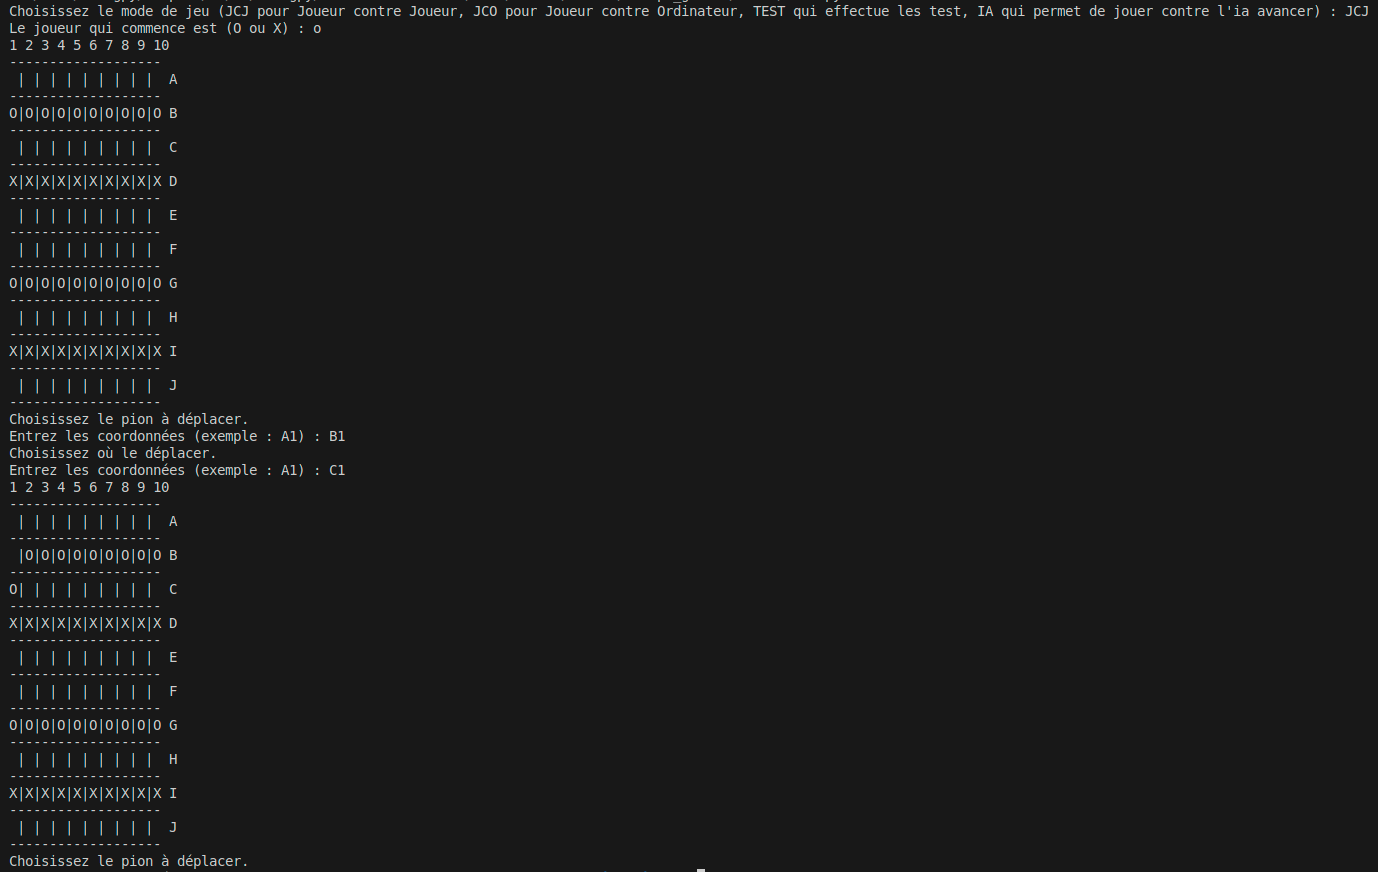 Choisissez le mode de jeu (JCJ pour Joueur contre Joueur, JCO pour Joueur contre Ordinateur, TEST qui effectue les test, IA qui permet de jouer contre l'ia avancer) : JCJ
Le joueur qui commence est (O ou X) : o
1 2 3 4 5 6 7 8 9 10
-------------------
 | | | | | | | | |  A
-------------------
O|O|O|O|O|O|O|O|O|O B
-------------------
 | | | | | | | | |  C
-------------------
X|X|X|X|X|X|X|X|X|X D
-------------------
 | | | | | | | | |  E
-------------------
 | | | | | | | | |  F
-------------------
O|O|O|O|O|O|O|O|O|O G
-------------------
 | | | | | | | | |  H
-------------------
X|X|X|X|X|X|X|X|X|X I
-------------------
 | | | | | | | | |  J
-------------------
Choisissez le pion à déplacer.
Entrez les coordonnées (exemple : A1) : B1
Choisissez où le déplacer.
Entrez les coordonnées (exemple : A1) : C1
1 2 3 4 5 6 7 8 9 10
-------------------
 | | | | | | | | |  A
-------------------
 |O|O|O|O|O|O|O|O|O B
-------------------
O| | | | | | | | |  C
-------------------
X|X|X|X|X|X|X|X|X|X D
-------------------
 | | | | | | | | |  E
-------------------
 | | | | | | | | |  F
-------------------
O|O|O|O|O|O|O|O|O|O G
-------------------
 | | | | | | | | |  H
-------------------
X|X|X|X|X|X|X|X|X|X I
-------------------
 | | | | | | | | |  J
-------------------
Choisissez le pion à déplacer.